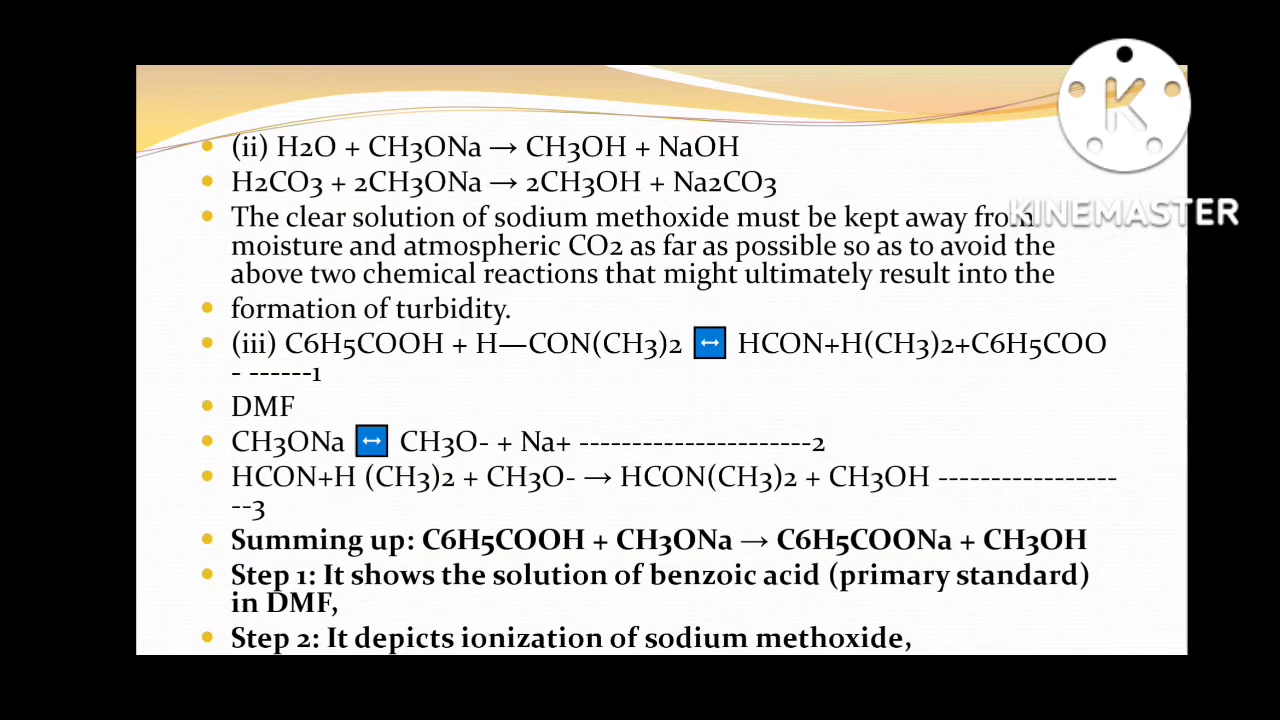 (ii) H2O + CH3ONa → CH3OH + NaOH
H2CO3 + 2CH3ONa → 2CH3OH + Na2CO3
The clear solution of sodium methoxide must be kept away from
moisture and atmospheric CO2 as far as possible so as to avoid the
above two chemical reactions that might ultimately result into the
formation of turbidity.
(iii) C6H5COOH + H—CON(CH3)2 ↔ HCON+H(CH3)2+C6H5COO
- ------1
DMF
CH3ONa ↔ CH3O- + Na+ ----------------------2
HCON+H (CH3)2 + CH3O- → HCON(CH3)2 + CH3OH -----------------
--3
Summing up: C6H5COOH + CH3ONa → C6H5COONa + CH3OH
Step 1: It shows the solution of benzoic acid (primary standard)
in DMF,
Step 2: It depicts ionization of sodium methoxide,
K
KINEMASTER